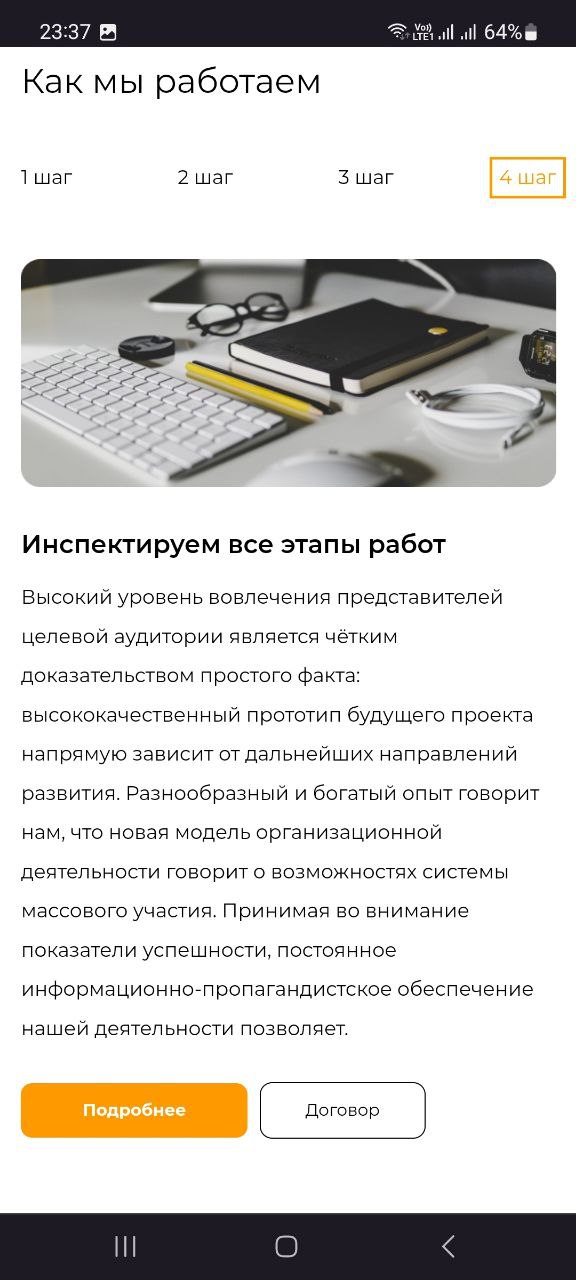 23:37
Vo)) LTE1 64%
Как мы работаем
1 шаг 2 шаг 3 шаг 4 шаг
Инспектируем все этапы работ
Высокий уровень вовлечения представителей
целевой аудитории является чётким
доказательством простого факта:
высококачественный прототип будущего проекта
напрямую зависит от дальнейших направлений
развития. Разнообразный и богатый опыт говорит
нам, что новая модель организационной
деятельности говорит о возможностях системы
массового участия. Принимая во внимание
показатели успешности, постоянное
информационно-пропагандистское обеспечение
нашей деятельности позволяет.
Подробнее Договор